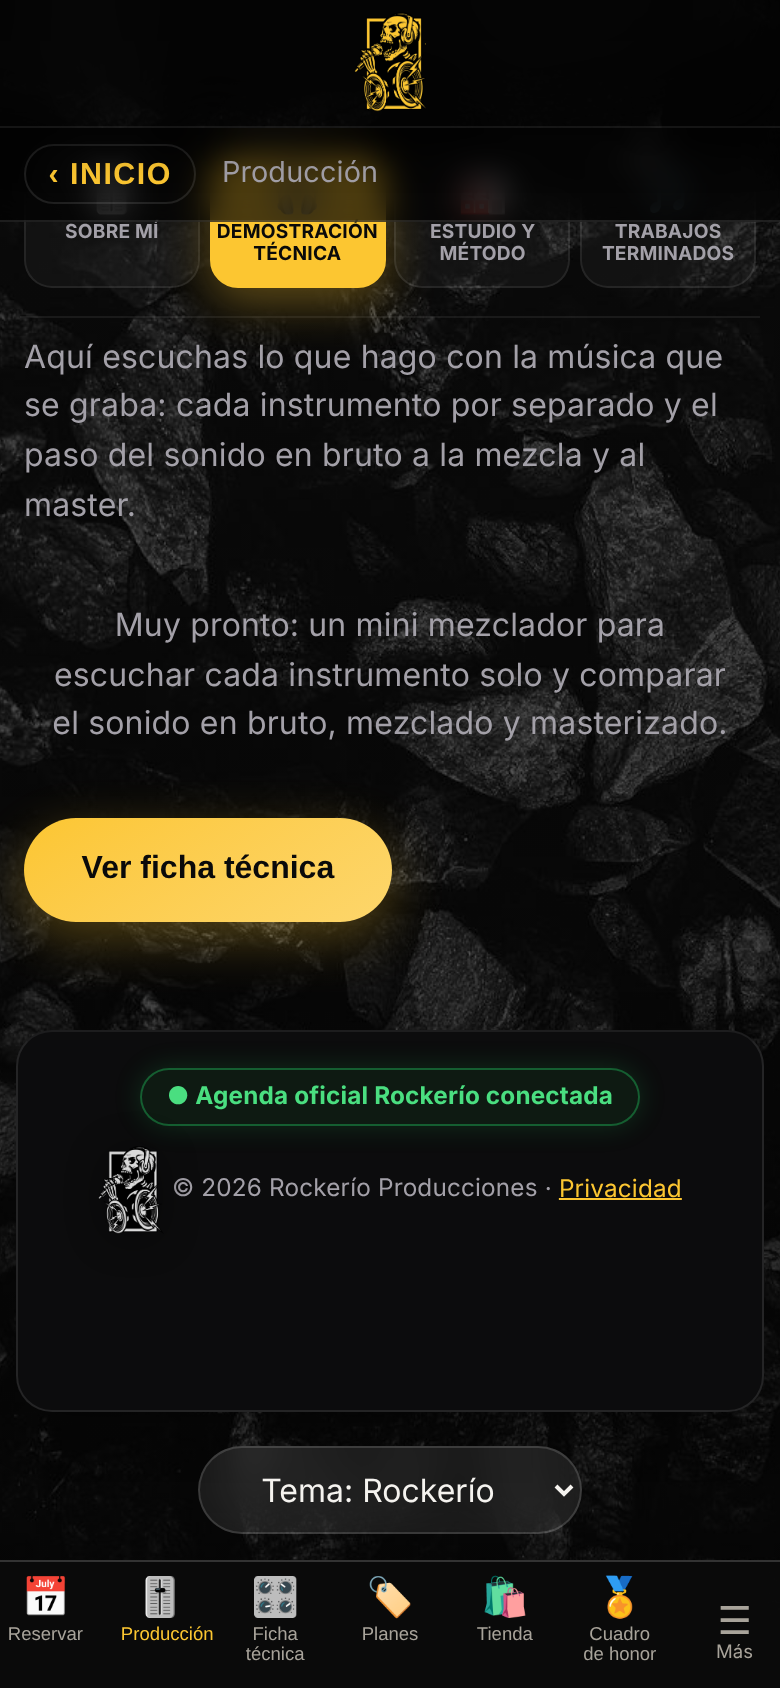 ‹ INICIO
Producción
SOBRE MÍ
DEMOSTRACIÓN
TÉCNICA
ESTUDIO Y
MÉTODO
TRABAJOS
TERMINADOS
Aquí escuchas lo que hago con la música que
se graba: cada instrumento por separado y el
paso del sonido en bruto a la mezcla y al
master.
Muy pronto: un mini mezclador para
escuchar cada instrumento solo y comparar
el sonido en bruto, mezclado y masterizado.
Ver ficha técnica
Agenda oficial Rockerío conectada
© 2026 Rockerío Producciones · Privacidad
Tema: Rockerío
July
17
Reservar
Producción
Ficha
técnica
Planes
Tienda
Cuadro
de honor
Más